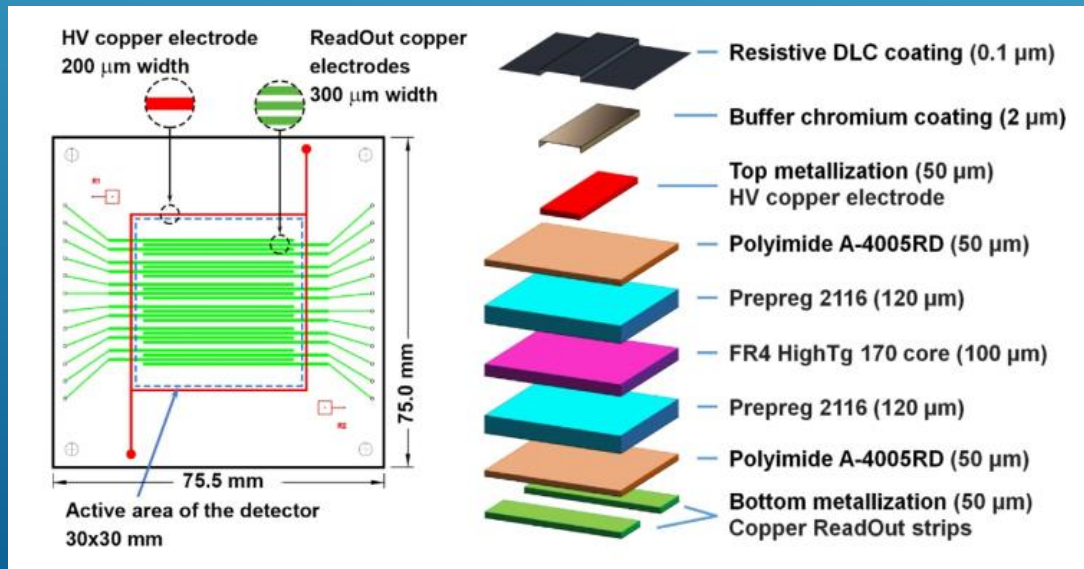 HV copper electrode
200 μm width
ReadOut copper
electrodes
300 μm width
R1
R2
75.0 mm
75.5 mm
Active area of the detector
30x30 mm
Resistive DLC coating (0.1 μm)
Buffer chromium coating (2 μm)
Top metallization (50 μm)
HV copper electrode
Polyimide A-4005RD (50 μm)
Prepreg 2116 (120 μm)
FR4 HighTg 170 core (100 μm)
Prepreg 2116 (120 μm)
Polyimide A-4005RD (50 μm)
Bottom metallization (50 μm)
Copper ReadOut strips